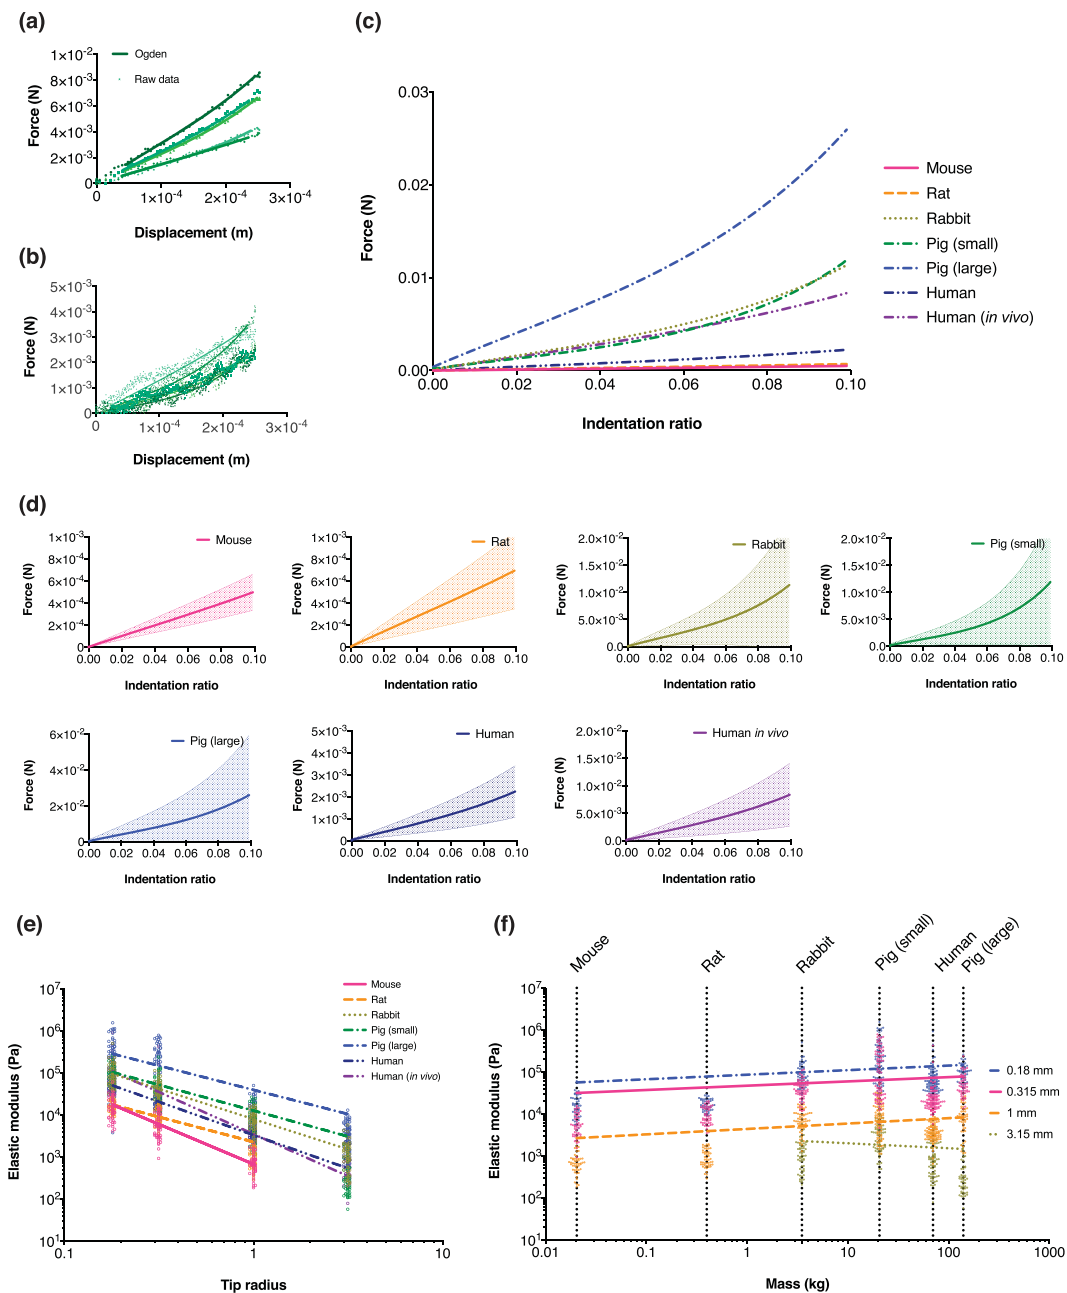 (a)
1×10⁻²
8×10⁻³
6×10⁻³
4×10⁻³
2×10⁻³
0
Force (N)
Ogden
Raw data
0
1×10⁻⁴
2×10⁻⁴
3×10⁻⁴
Displacement (m)
(b)
5×10⁻³
4×10⁻³
3×10⁻³
2×10⁻³
1×10⁻³
0
Force (N)
0
1×10⁻⁴
2×10⁻⁴
3×10⁻⁴
Displacement (m)
(c)
0.03
0.02
0.01
0.00
Force (N)
0.00
0.02
0.04
0.06
0.08
0.10
Indentation ratio
Mouse
Rat
Rabbit
Pig (small)
Pig (large)
Human
Human (in vivo)
(d)
1×10⁻³
8×10⁻⁴
6×10⁻⁴
4×10⁻⁴
2×10⁻⁴
0
Force (N)
Mouse
0.00 0.02 0.04 0.06 0.08 0.10
Indentation ratio
1×10⁻³
8×10⁻⁴
6×10⁻⁴
4×10⁻⁴
2×10⁻⁴
0
Force (N)
Rat
0.00 0.02 0.04 0.06 0.08 0.10
Indentation ratio
2.0×10⁻²
1.5×10⁻²
1.0×10⁻²
5.0×10⁻³
0.0
Force (N)
Rabbit
0.00 0.02 0.04 0.06 0.08 0.10
Indentation ratio
2.0×10⁻²
1.5×10⁻²
1.0×10⁻²
5.0×10⁻³
0.0
Force (N)
Pig (small)
0.00 0.02 0.04 0.06 0.08 0.10
Indentation ratio
6×10⁻²
4×10⁻²
2×10⁻²
0
Force (N)
Pig (large)
0.00 0.02 0.04 0.06 0.08 0.10
Indentation ratio
5×10⁻³
4×10⁻³
3×10⁻³
2×10⁻³
1×10⁻³
0
Force (N)
Human
0.00 0.02 0.04 0.06 0.08 0.10
Indentation ratio
2.0×10⁻²
1.5×10⁻²
1.0×10⁻²
5.0×10⁻³
0.0
Force (N)
Human in vivo
0.00 0.02 0.04 0.06 0.08 0.10
Indentation ratio
(e)
10⁷
10⁶
10⁵
10⁴
10³
10²
10¹
Elastic modulus (Pa)
Mouse
Rat
Rabbit
Pig (small)
Pig (large)
Human
Human (in vivo)
0.1
1
10
Tip radius
(f)
Mouse
Rat
Rabbit
Pig (small)
Human
Pig (large)
10⁷
10⁶
10⁵
10⁴
10³
10²
10¹
Elastic modulus (Pa)
0.18 mm
0.315 mm
1 mm
3.15 mm
0.01
0.1
1
10
100
1000
Mass (kg)